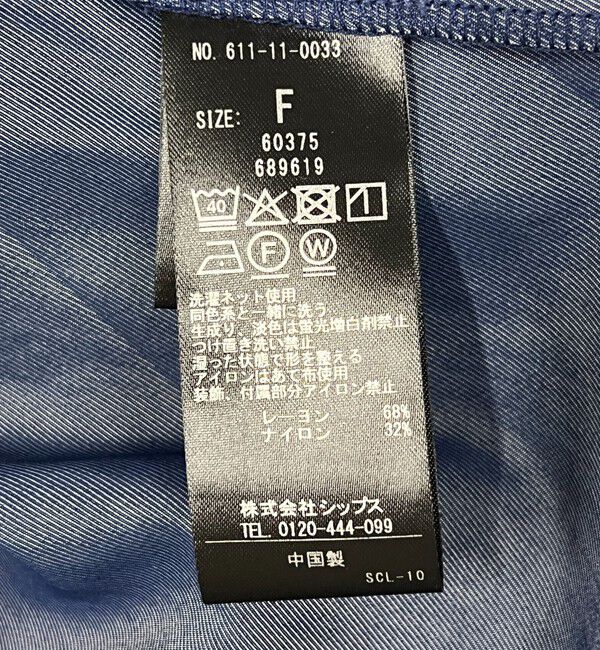 NO. 611-11-0033
SIZE: F
60375
689619
40
F W
洗濯ネット使用
同色系と一緒に洗う
生成り、淡色は蛍光増白剤禁止
つけ置き洗い禁止
湿った状態で形を整える
アイロンはあて布使用
装飾、付属部分アイロン禁止
レーヨン 68%
ナイロン 32%
株式会社シップス
TEL. 0120-444-099
中国製
SCL-10